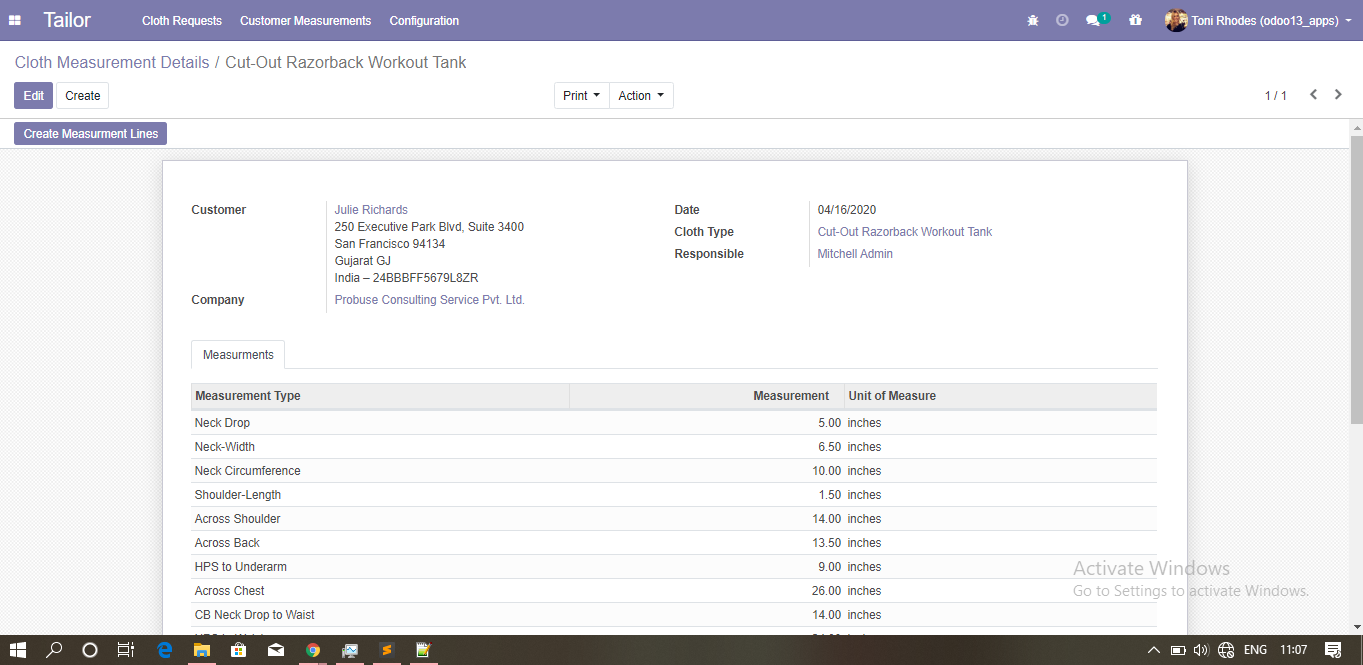 Tailor Cloth Requests Customer Measurements Configuration 1 Toni Rhodes (odoo13_apps)
Cloth Measurement Details / Cut-Out Razorback Workout Tank
Edit Create Print Action 1 / 1
Create Measurment Lines
Customer Julie Richards Date 04/16/2020
250 Executive Park Blvd, Suite 3400 Cloth Type Cut-Out Razorback Workout Tank
San Francisco 94134 Responsible Mitchell Admin
Gujarat GJ
India – 24BBBFF5679L8ZR
Company Probuse Consulting Service Pvt. Ltd.
Measurments
Measurement Type Measurement Unit of Measure
Neck Drop 5.00 inches
Neck-Width 6.50 inches
Neck Circumference 10.00 inches
Shoulder-Length 1.50 inches
Across Shoulder 14.00 inches
Across Back 13.50 inches
HPS to Underarm 9.00 inches
Across Chest 26.00 inches
CB Neck Drop to Waist 14.00 inches
Activate Windows
Go to Settings to activate Windows.
ENG 11:07